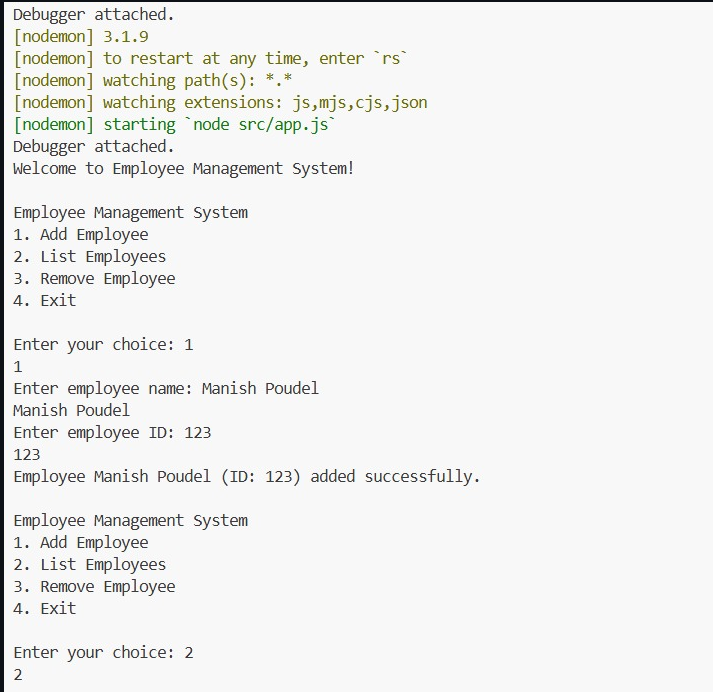 Debugger attached.
[nodemon] 3.1.9
[nodemon] to restart at any time, enter `rs`
[nodemon] watching path(s): *.*
[nodemon] watching extensions: js,mjs,cjs,json
[nodemon] starting `node src/app.js`
Debugger attached.
Welcome to Employee Management System!

Employee Management System
1. Add Employee
2. List Employees
3. Remove Employee
4. Exit

Enter your choice: 1
1
Enter employee name: Manish Poudel
Manish Poudel
Enter employee ID: 123
123
Employee Manish Poudel (ID: 123) added successfully.

Employee Management System
1. Add Employee
2. List Employees
3. Remove Employee
4. Exit

Enter your choice: 2
2